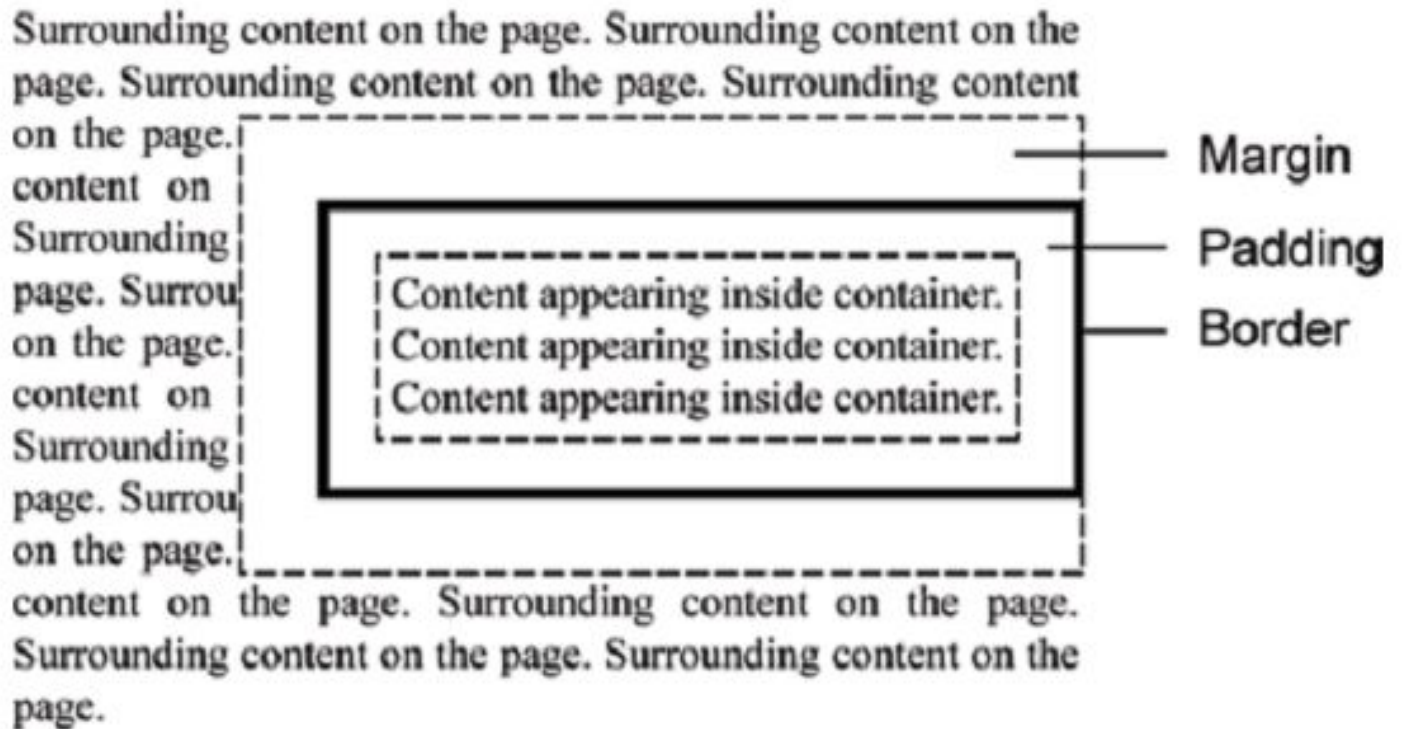 Surrounding content on the page. Surrounding content on the
page. Surrounding content on the page. Surrounding content
on the page.
content on
Surrounding
page. Surrou
on the page.
content on
Surrounding
page. Surrou
on the page.
content on the page. Surrounding content on the page.
Surrounding content on the page. Surrounding content on the
page.
Content appearing inside container.
Content appearing inside container.
Content appearing inside container.
Margin
Padding
Border